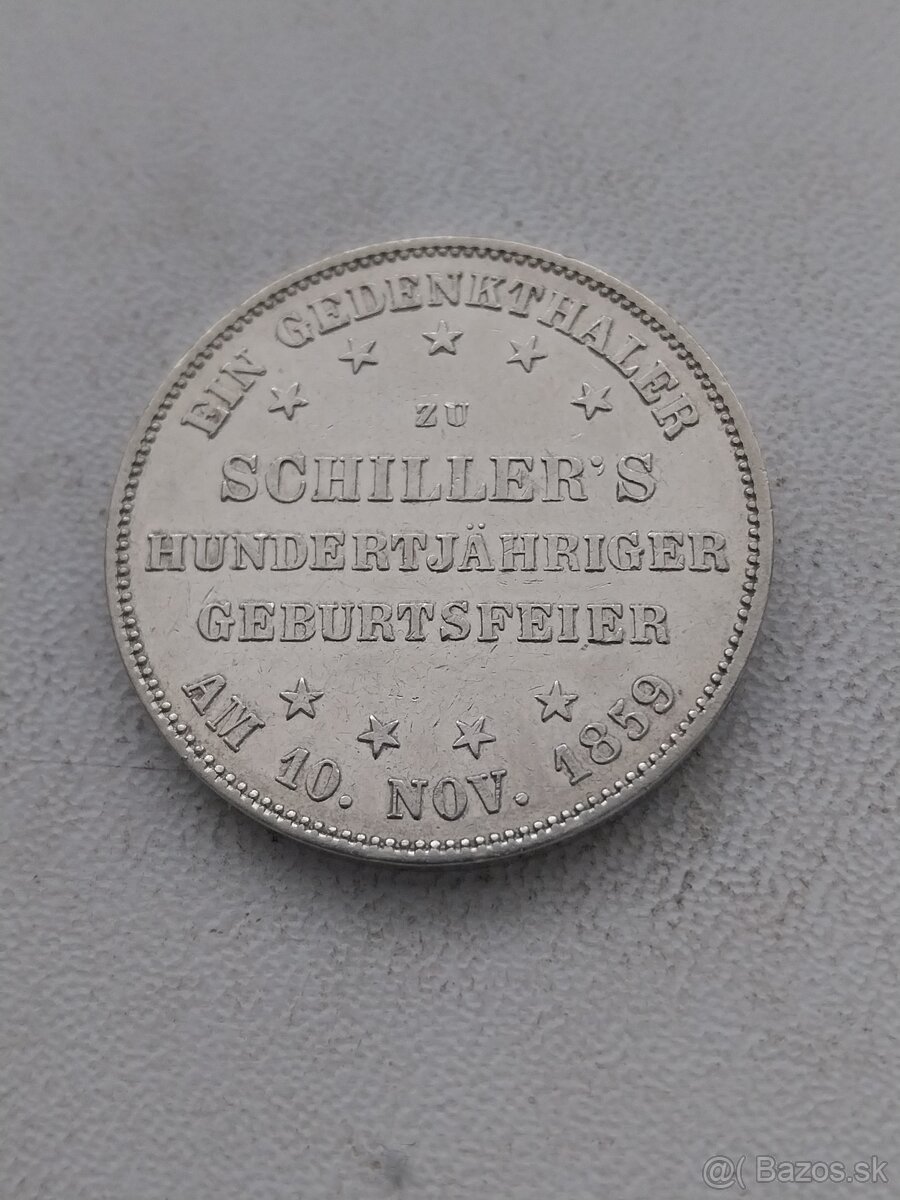 EIN GEDENKTHALER
ZU
SCHILLER'S
HUNDERTJÄHRIGER
GEBURTSFEIER
AM 10. NOV. 1859
@( Bazos.sk